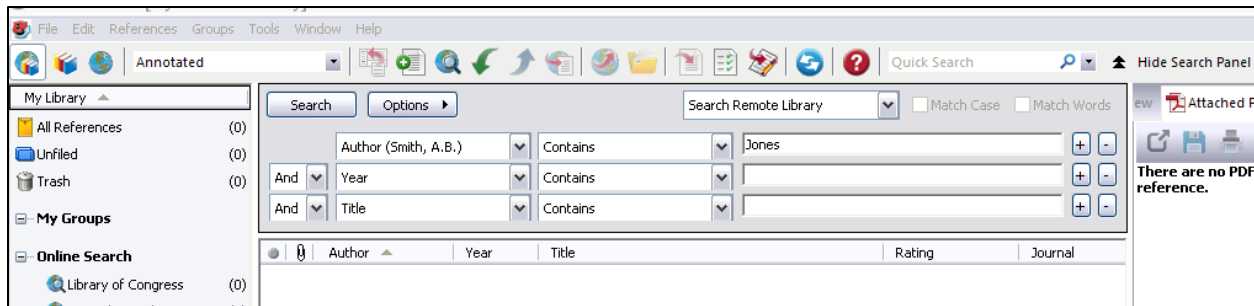 File Edit References Groups Tools Window Help
Annotated Quick Search Hide Search Panel
My Library Search Options Search Remote Library Match Case Match Words ew Attached P
All References (0)
Author (Smith, A.B.) Contains Jones + -
Unfiled (0)
And Year Contains + -
There are no PDF
Trash (0)
reference.
And Title Contains + -
My Groups
Online Search
Author Year Title Rating Journal
Library of Congress (0)